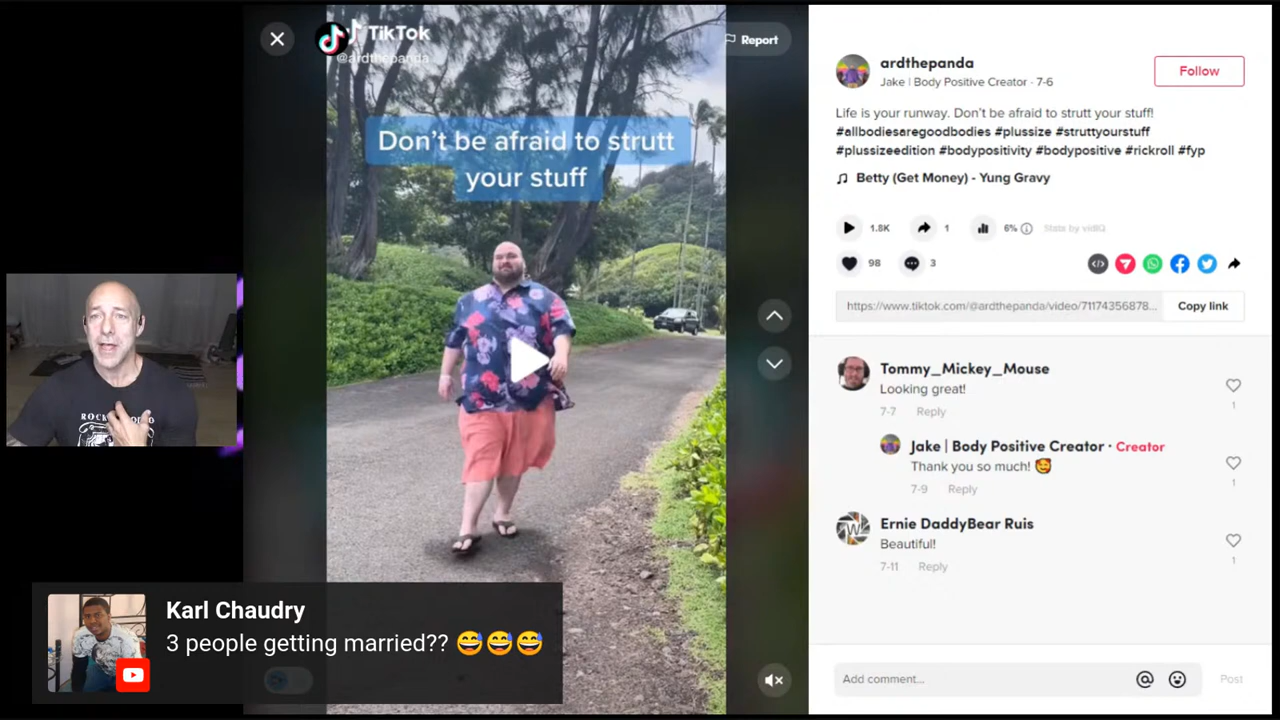 TikTok
@ardthepanda
Report
Don't be afraid to strutt
your stuff
ardthepanda
Jake | Body Positive Creator · 7-6
Follow
Life is your runway. Don't be afraid to strutt your stuff!
#allbodiesaregoodbodies #plussize #struttyourstuff
#plussizeedition #bodypositivity #bodypositive #rickroll #fyp
Betty (Get Money) - Yung Gravy
1.8K
1
6%
Stats by vidIQ
98
3
https://www.tiktok.com/@ardthepanda/video/71174356878...
Copy link
Tommy_Mickey_Mouse
Looking great!
7-7 Reply
1
Jake | Body Positive Creator · Creator
Thank you so much! 🥰
7-9 Reply
1
Ernie DaddyBear Ruis
Beautiful!
7-11 Reply
1
Karl Chaudry
3 people getting married?? 😅😅😅
Add comment...
Post